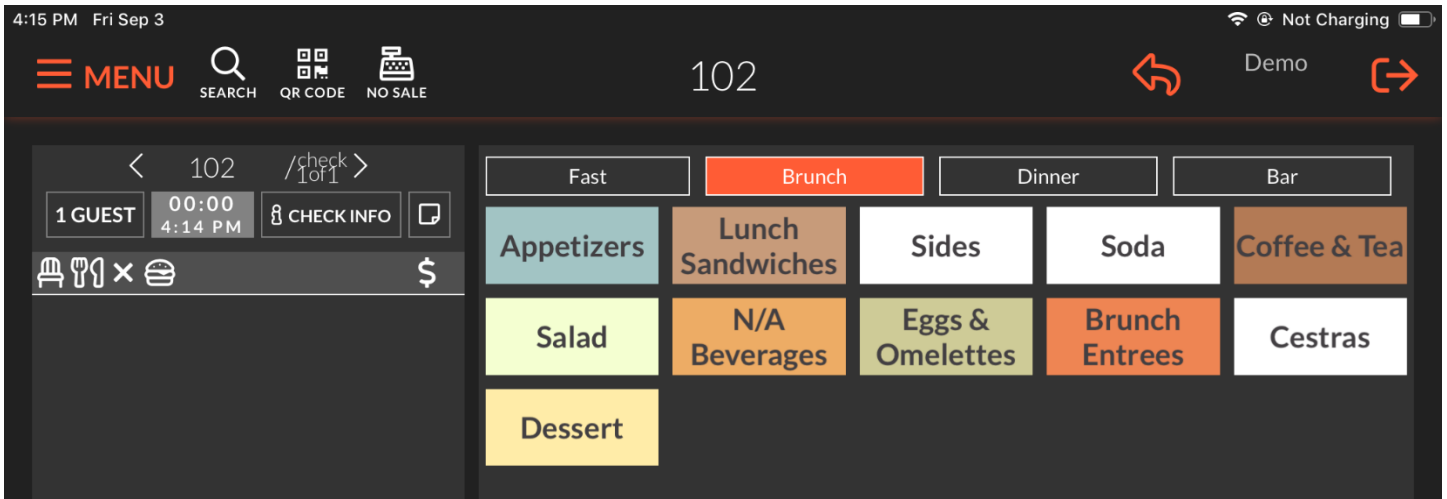 4:15 PM Fri Sep 3
Not Charging
MENU
SEARCH
QR CODE
NO SALE
102
Demo
102 /check
1of1
1 GUEST
00:00
4:14 PM
CHECK INFO
$
Fast
Brunch
Dinner
Bar
Appetizers
Lunch
Sandwiches
Sides
Soda
Coffee & Tea
Salad
N/A
Beverages
Eggs &
Omelettes
Brunch
Entrees
Cestras
Dessert